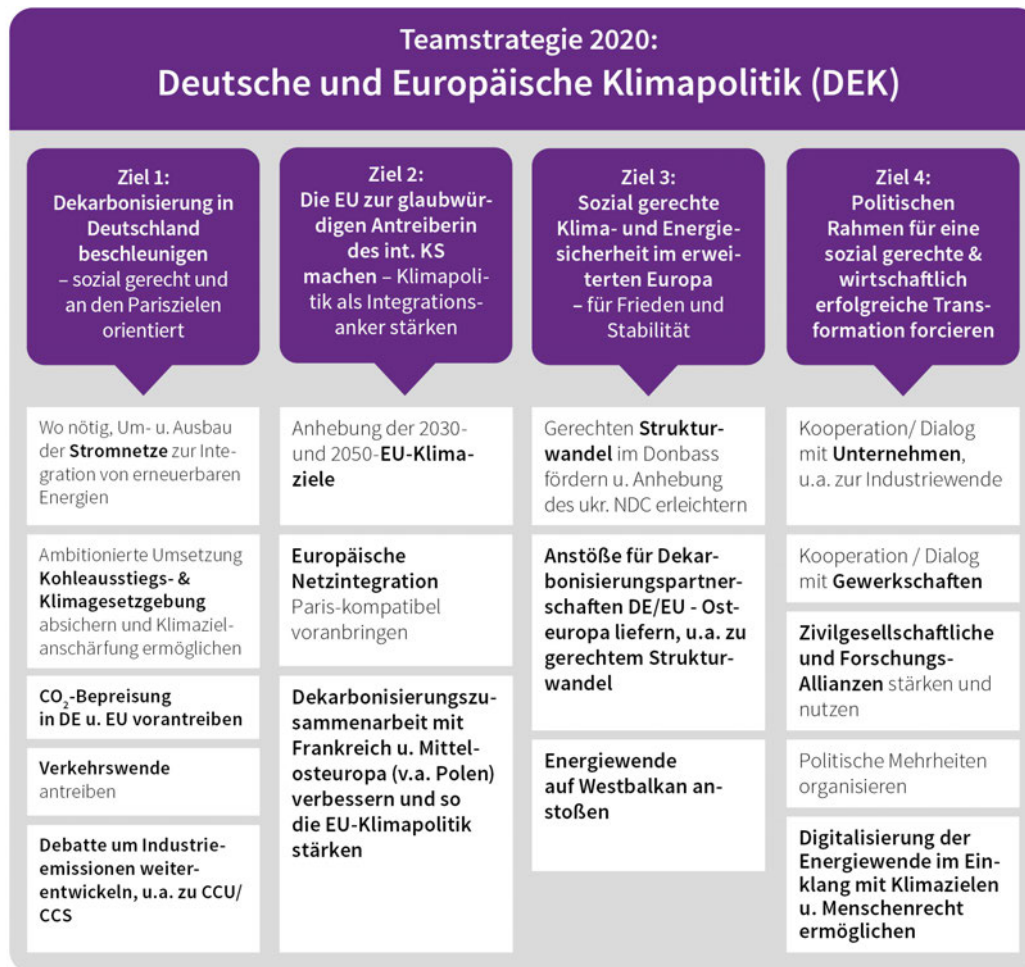 Teamstrategie 2020:
Deutsche und Europäische Klimapolitik (DEK)
Ziel 1:
Dekarbonisierung in
Deutschland
beschleunigen
– sozial gerecht und
an den Pariszielen
orientiert
Wo nötig, Um- u. Ausbau
der Stromnetze zur Inte-
gration von erneuerbaren
Energien
Ambitionierte Umsetzung
Kohleausstiegs- &
Klimagesetzgebung
absichern und Klimaziel-
anschärfung ermöglichen
CO₂-Bepreisung
in DE u. EU vorantreiben
Verkehrswende
antreiben
Debatte um Industrie-
emissionen weiter-
entwickeln, u.a. zu CCU/
CCS
Ziel 2:
Die EU zur glaubwür-
digen Antreiberin
des int. KS
machen – Klimapoli-
tik als Integrations-
anker stärken
Anhebung der 2030-
und 2050-EU-Klima-
ziele
Europäische
Netzintegration
Paris-kompatibel
voranbringen
Dekarbonisierungszu-
sammenarbeit mit
Frankreich u. Mittel-
osteuropa (v.a. Polen)
verbessern und so
die EU-Klimapolitik
stärken
Ziel 3:
Sozial gerechte
Klima- und Energie-
sicherheit im erwei-
terten Europa
– für Frieden und
Stabilität
Gerechten Struktur-
wandel im Donbass
fördern u. Anhebung
des ukr. NDC erleichtern
Anstöße für Dekar-
bonisierungspartner-
schaften DE/EU - Ost-
europa liefern, u.a. zu
gerechtem Struktur-
wandel
Energiewende
auf Westbalkan an-
stoßen
Ziel 4:
Politischen
Rahmen für eine
sozial gerechte &
wirtschaftlich
erfolgreiche Trans-
formation forcieren
Kooperation/ Dialog
mit Unternehmen,
u.a. zur Industriewende
Kooperation / Dialog
mit Gewerkschaften
Zivilgesellschaftliche
und Forschungs-
Allianzen stärken und
nutzen
Politische Mehrheiten
organisieren
Digitalisierung der
Energiewende im Ein-
klang mit Klimazielen
u. Menschenrecht
ermöglichen